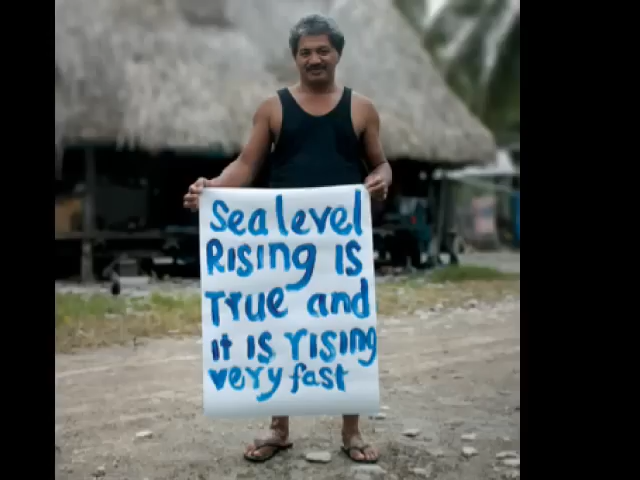 Sea level
Rising is
True and
it is rising
very fast